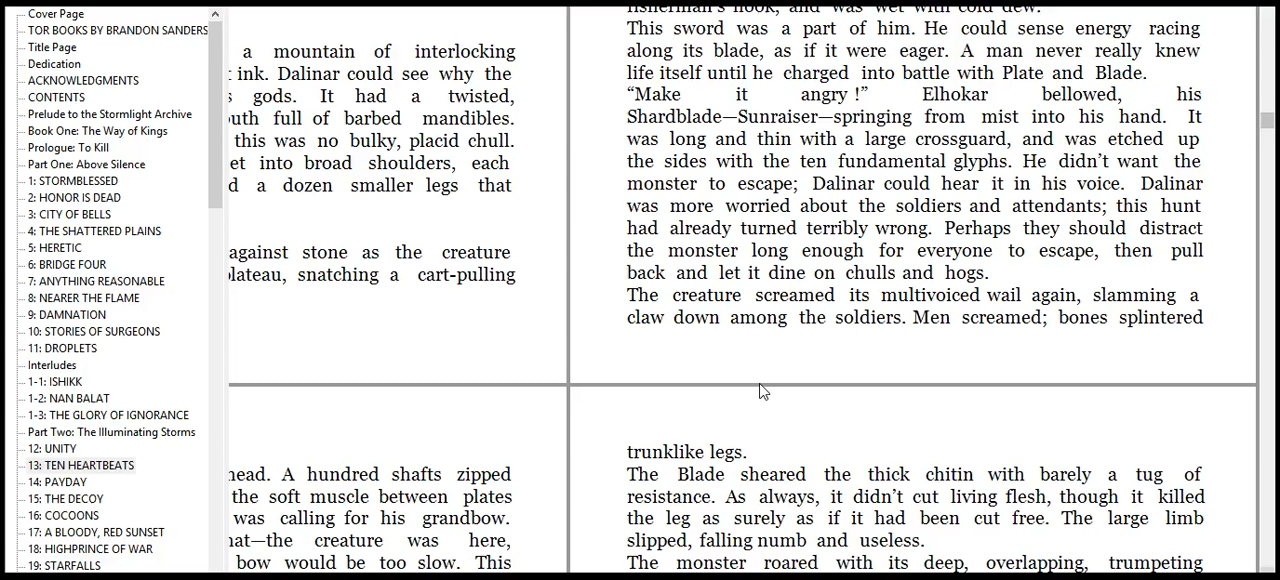 Cover Page
TOR BOOKS BY BRANDON SANDERS
Title Page
Dedication
ACKNOWLEDGMENTS
CONTENTS
Prelude to the Stormlight Archive
Book One: The Way of Kings
Prologue: To Kill
Part One: Above Silence
1: STORMBLESSED
2: HONOR IS DEAD
3: CITY OF BELLS
4: THE SHATTERED PLAINS
5: HERETIC
6: BRIDGE FOUR
7: ANYTHING REASONABLE
8: NEARER THE FLAME
9: DAMNATION
10: STORIES OF SURGEONS
11: DROPLETS
Interludes
1-1: ISHIKK
1-2: NAN BALAT
1-3: THE GLORY OF IGNORANCE
Part Two: The Illuminating Storms
12: UNITY
13: TEN HEARTBEATS
14: PAYDAY
15: THE DECOY
16: COCOONS
17: A BLOODY, RED SUNSET
18: HIGHPRINCE OF WAR
19: STARFALLS
a mountain of interlocking
ink. Dalinar could see why the
gods. It had a twisted,
outh full of barbed mandibles.
this was no bulky, placid chull.
et into broad shoulders, each
d a dozen smaller legs that
against stone as the creature
plateau, snatching a cart-pulling
fisherman's hook, and was wet with cold dew.
This sword was a part of him. He could sense energy racing
along its blade, as if it were eager. A man never really knew
life itself until he charged into battle with Plate and Blade.
“Make it angry !” Elhokar bellowed, his
Shardblade—Sunraiser—springing from mist into his hand. It
was long and thin with a large crossguard, and was etched up
the sides with the ten fundamental glyphs. He didn’t want the
monster to escape; Dalinar could hear it in his voice. Dalinar
was more worried about the soldiers and attendants; this hunt
had already turned terribly wrong. Perhaps they should distract
the monster long enough for everyone to escape, then pull
back and let it dine on chulls and hogs.
The creature screamed its multivoiced wail again, slamming a
claw down among the soldiers. Men screamed; bones splintered
head. A hundred shafts zipped
the soft muscle between plates
was calling for his grandbow.
hat—the creature was here,
bow would be too slow. This
trunklike legs.
The Blade sheared the thick chitin with barely a tug of
resistance. As always, it didn’t cut living flesh, though it killed
the leg as surely as if it had been cut free. The large limb
slipped, falling numb and useless.
The monster roared with its deep, overlapping, trumpeting